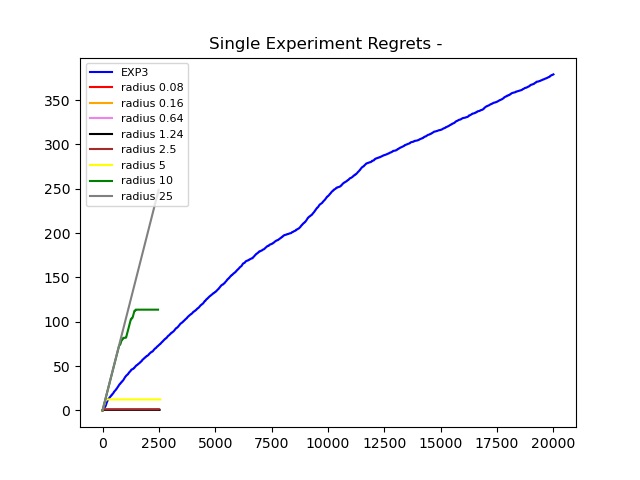 Single Experiment Regrets -
EXP3
radius 0.08
radius 0.16
radius 0.64
radius 1.24
radius 2.5
radius 5
radius 10
radius 25
350
300
250
200
150
100
50
0
0 2500 5000 7500 10000 12500 15000 17500 20000